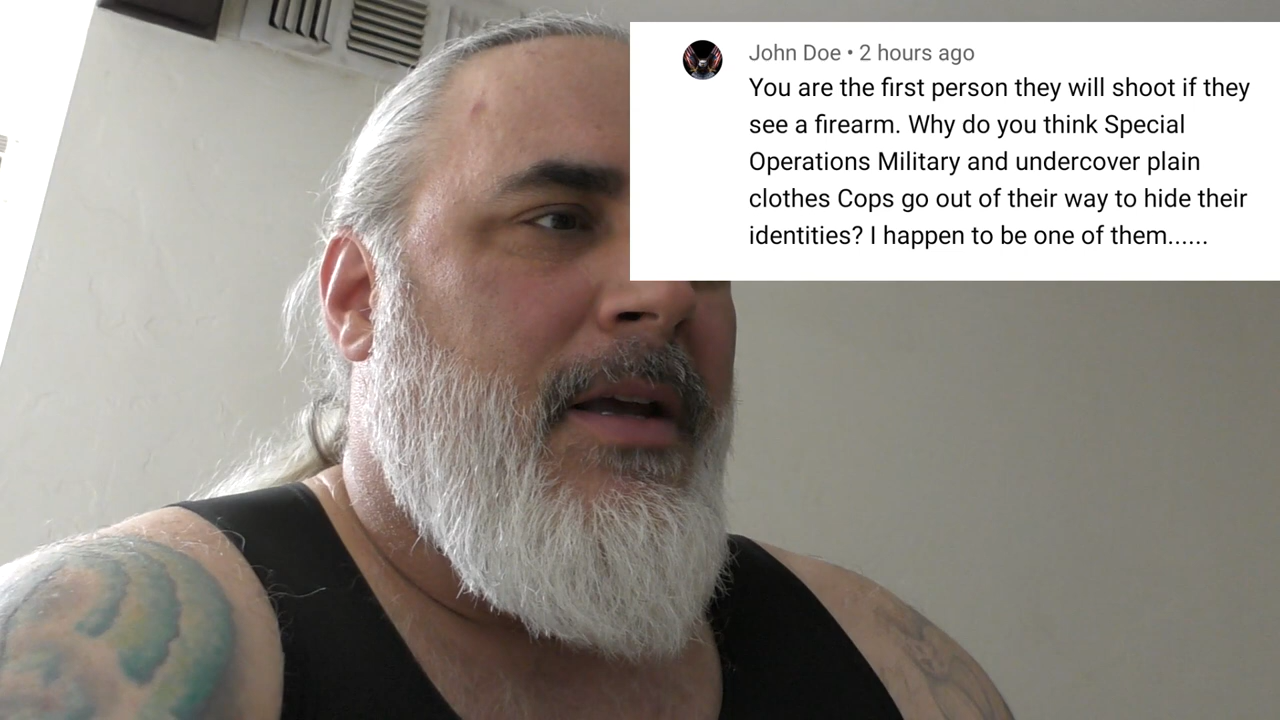 John Doe • 2 hours ago
You are the first person they will shoot if they
see a firearm. Why do you think Special
Operations Military and undercover plain
clothes Cops go out of their way to hide their
identities? I happen to be one of them......